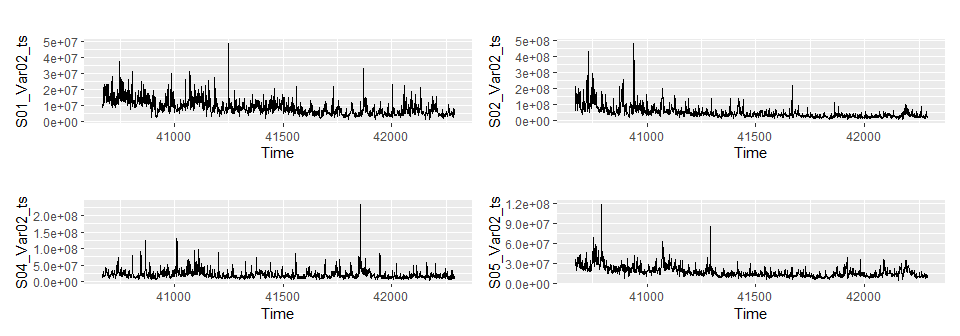 S01_Var02_ts
5e+07
4e+07
3e+07
2e+07
1e+07
0e+00
41000 41500 42000
Time
S02_Var02_ts
5e+08
4e+08
3e+08
2e+08
1e+08
0e+00
41000 41500 42000
Time
S04_Var02_ts
2.0e+08
1.5e+08
1.0e+08
5.0e+07
0.0e+00
41000 41500 42000
Time
S05_Var02_ts
1.2e+08
9.0e+07
6.0e+07
3.0e+07
0.0e+00
41000 41500 42000
Time